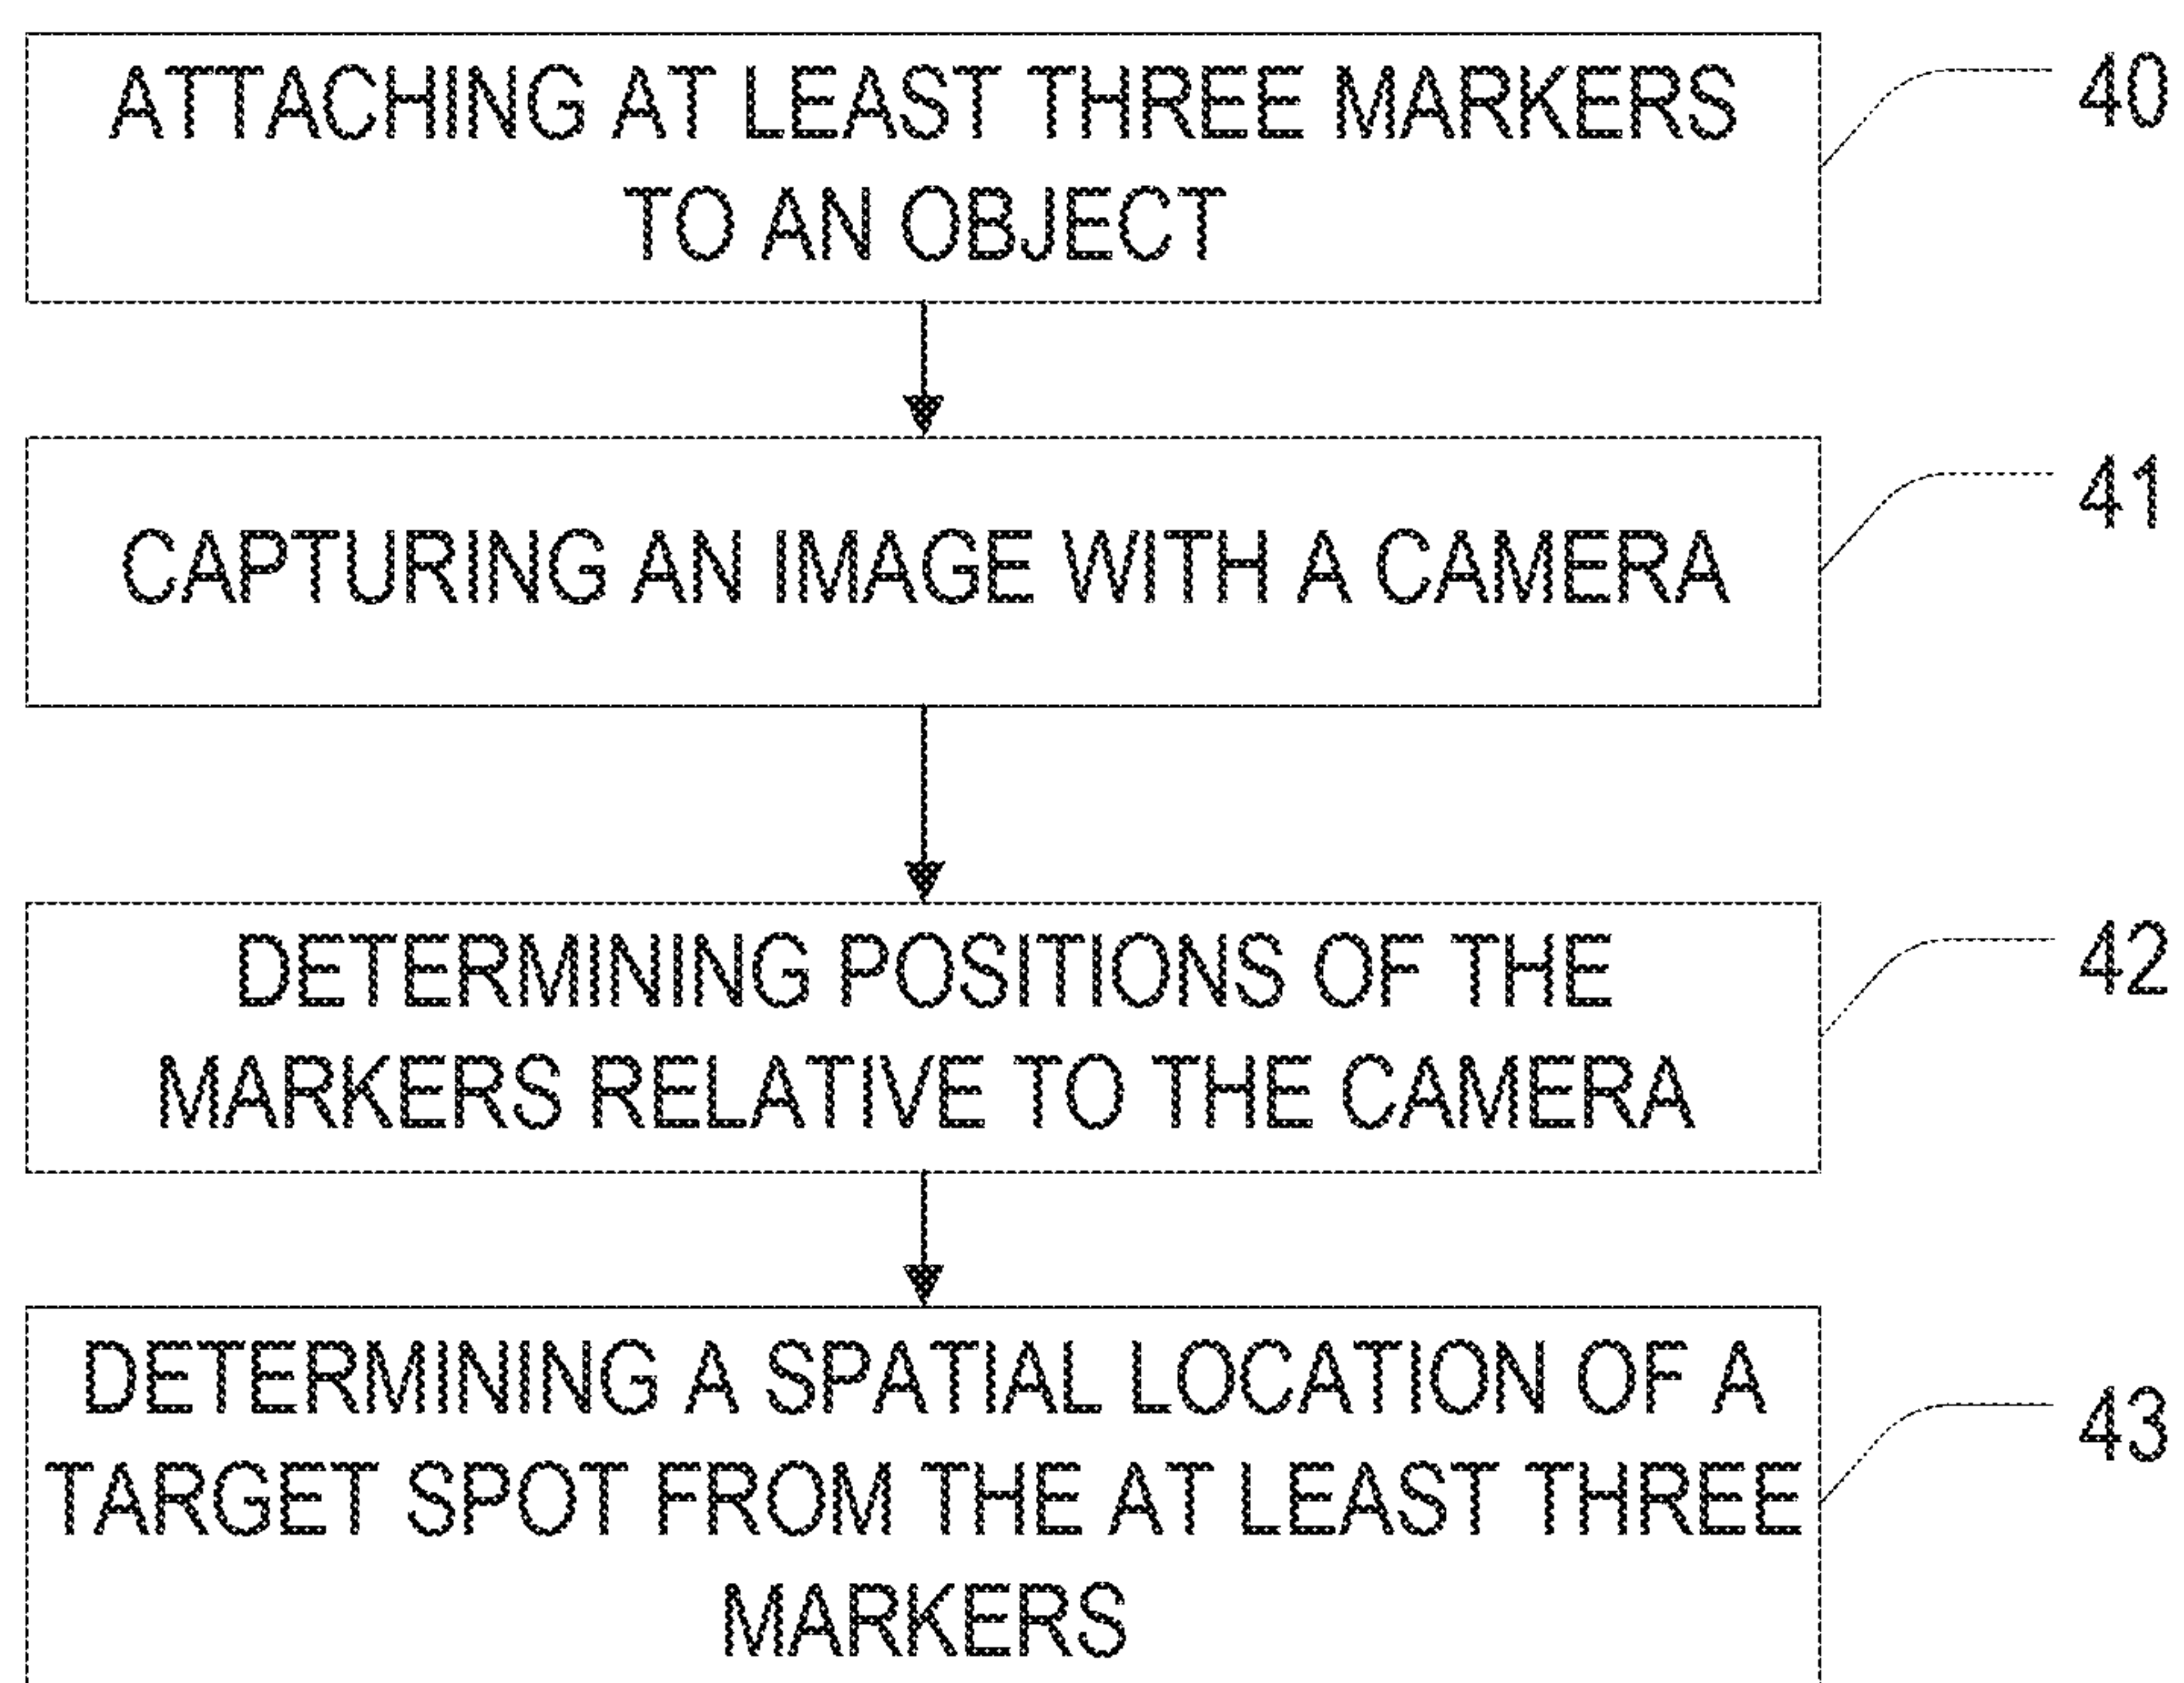 ATTACHING AT LEAST THREE MARKERS
TO AN OBJECT
40
CAPTURING AN IMAGE WITH A CAMERA
41
DETERMINING POSITIONS OF THE
MARKERS RELATIVE TO THE CAMERA
42
DETERMINING A SPATIAL LOCATION OF A
TARGET SPOT FROM THE AT LEAST THREE
MARKERS
43